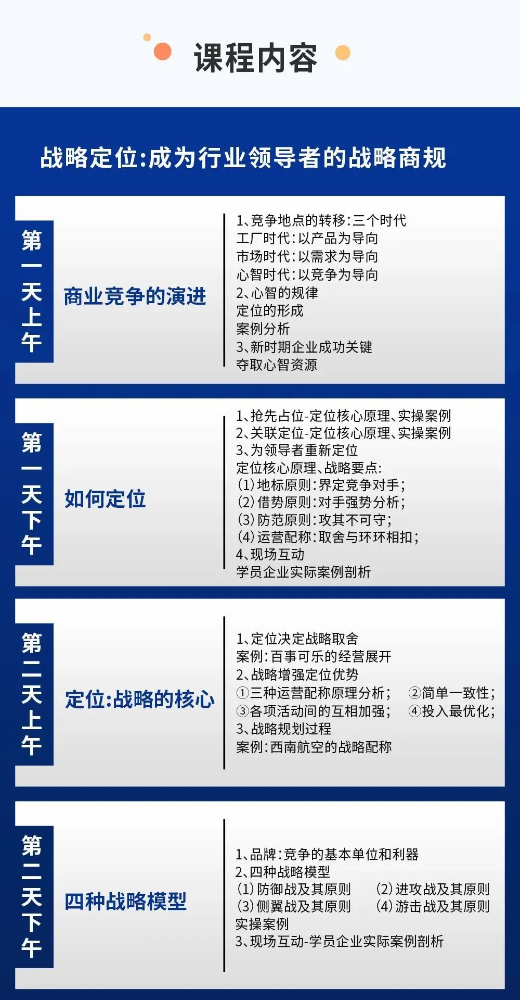 课程内容
战略定位:成为行业领导者的战略商规
第一天上午
商业竞争的演进
1、竞争地点的转移:三个时代
工厂时代:以产品为导向
市场时代:以需求为导向
心智时代:以竞争为导向
2、心智的规律
定位的形成
案例分析
3、新时期企业成功关键
夺取心智资源
第一天下午
如何定位
1、抢先占位-定位核心原理、实操案例
2、关联定位-定位核心原理、实操案例
3、为领导者重新定位
定位核心原理、战略要点:
(1)地标原则:界定竞争对手;
(2)借势原则:对手强势分析;
(3)防范原则:攻其不可守;
(4)运营配称:取舍与环环相扣;
4、现场互动
学员企业实际案例剖析
第二天上午
定位:战略的核心
1、定位决定战略取舍
案例:百事可乐的经营展开
2、战略增强定位优势
①三种运营配称原理分析; ②简单一致性;
③各项活动间的互相加强; ④投入最优化;
3、战略规划过程
案例:西南航空的战略配称
第二天下午
四种战略模型
1、品牌:竞争的基本单位和利器
2、四种战略模型
(1)防御战及其原则 (2)进攻战及其原则
(3)侧翼战及其原则 (4)游击战及其原则
实操案例
3、现场互动-学员企业实际案例剖析